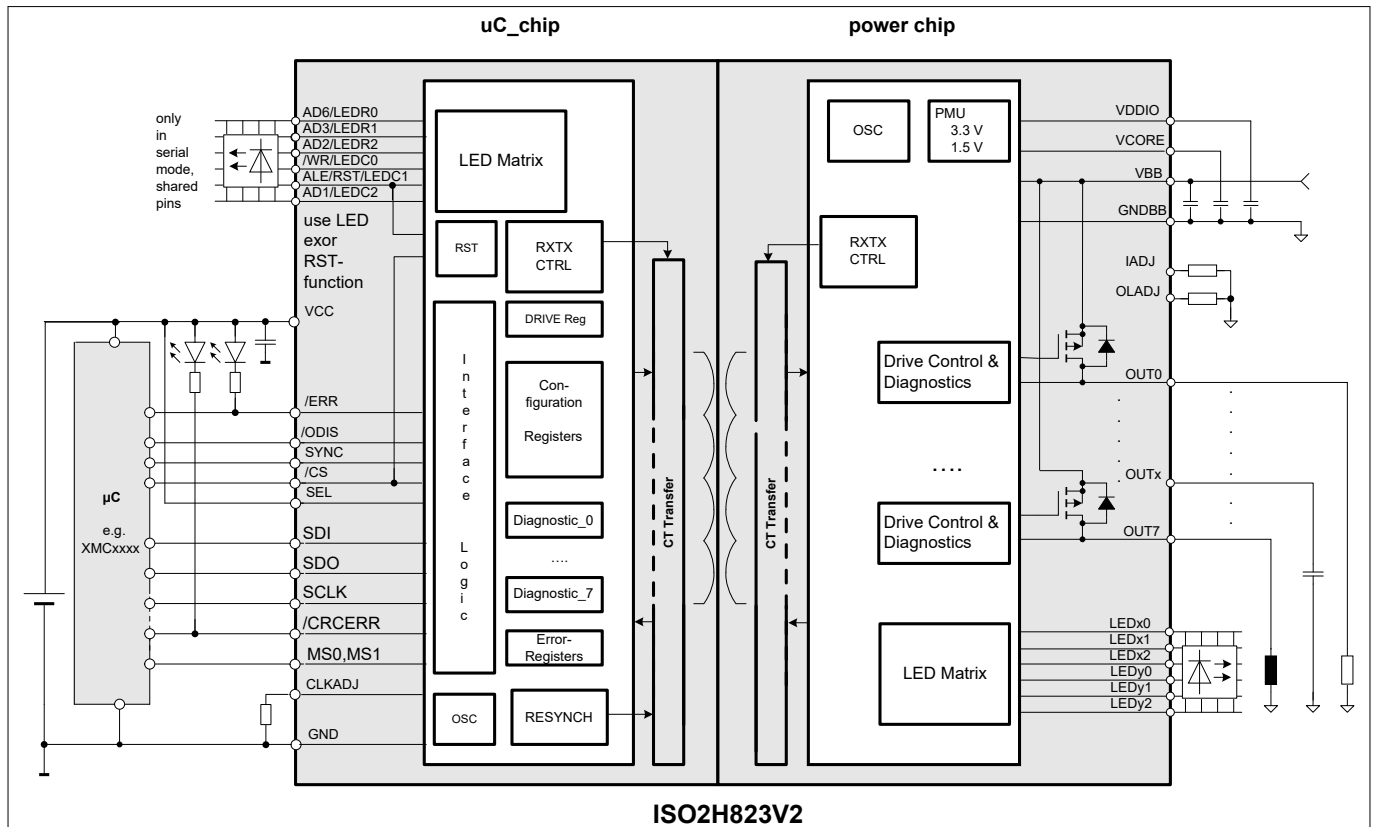 uC_chip
power chip
only
in
serial
mode,
shared
pins
AD6/LEDR0
AD3/LEDR1
AD2/LEDR2
/WR/LEDC0
ALE/RST/LEDC1
AD1/LEDC2
use LED
exor
RST-
function
VCC
/ERR
/ODIS
SYNC
/CS
SEL
SDI
SDO
SCLK
/CRCERR
MS0,MS1
CLKADJ
GND
µC
e.g.
XMCxxxx
LED Matrix
RST
RXTX
CTRL
DRIVE Reg
Interface Logic
Con-
figuration
Registers
Diagnostic_0
....
Diagnostic_7
Error-
Registers
OSC
RESYNCH
CT Transfer
CT Transfer
OSC
PMU
3.3 V
1.5 V
RXTX
CTRL
Drive Control &
Diagnostics
....
Drive Control &
Diagnostics
LED Matrix
VDDIO
VCORE
VBB
GNDBB
IADJ
OLADJ
OUT0
OUTx
OUT7
LEDx0
LEDx1
LEDx2
LEDy0
LEDy1
LEDy2
ISO2H823V2